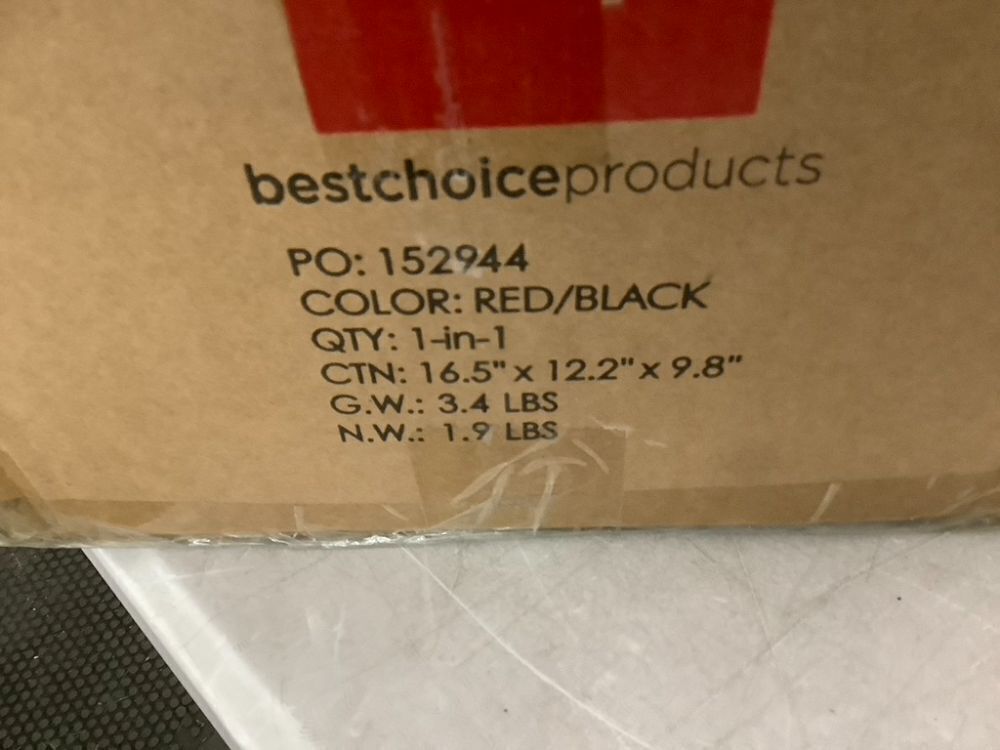 bestchoiceproducts
PO: 152944
COLOR: RED/BLACK
QTY: 1-in-1
CTN: 16.5" x 12.2" x 9.8"
G.W.: 3.4 LBS
N.W.: 1.9 LBS